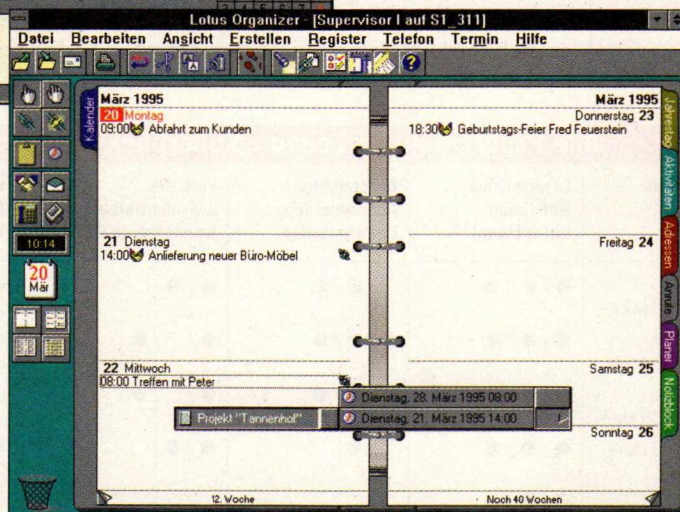 Lotus Organizer - [Supervisor I auf S1_311]
Datei Bearbeiten Ansicht Erstellen Register Telefon Termin Hilfe
Kalender
März 1995
20 Montag
09:00 Abfahrt zum Kunden
21 Dienstag
14:00 Anlieferung neuer Büro-Möbel
22 Mittwoch
08:00 Treffen mit Peter
12. Woche
März 1995
Donnerstag 23
18:30 Geburtstags-Feier Fred Feuerstein
Freitag 24
Samstag 25
Sonntag 26
Noch 40 Wochen
Projekt "Tannenhof"
Dienstag, 28. März 1995 08:00
Dienstag, 21. März 1995 14:00
Jahrestag
Aktivitäten
Adressen
Anrufe
Planer
Notizblock
10:14
20
Mär